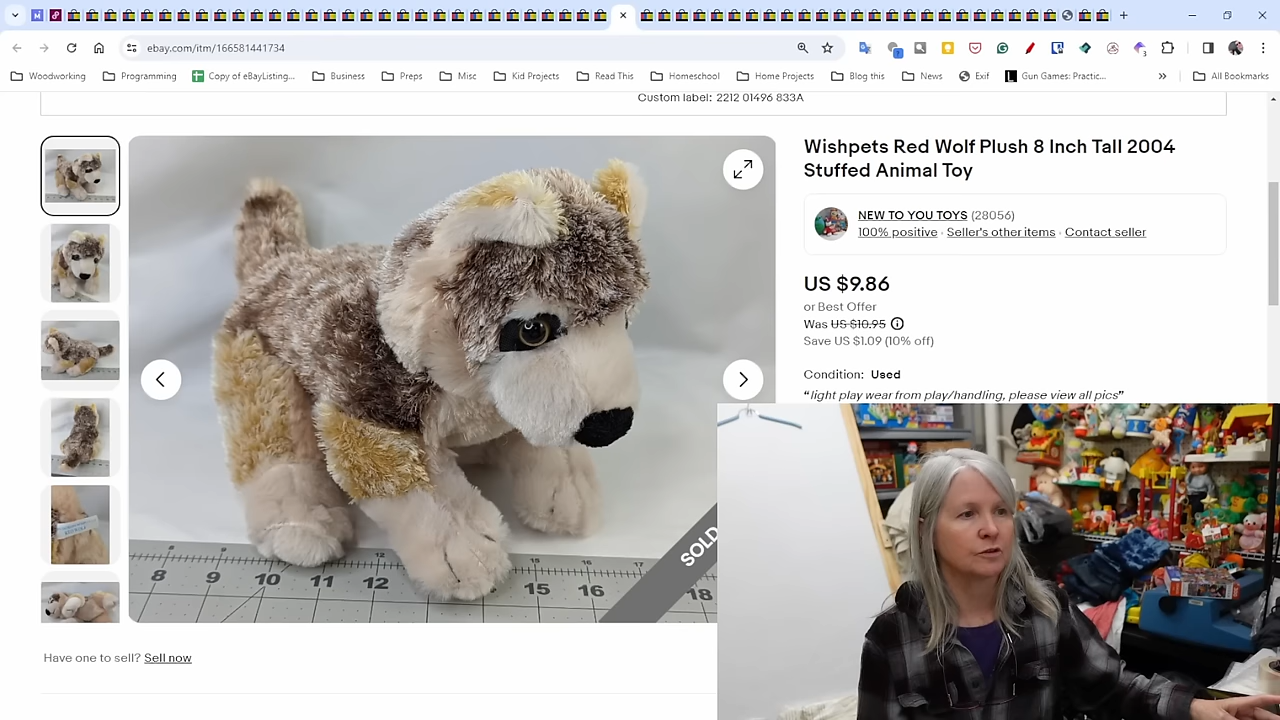 ebay.com/itm/166581441734
Woodworking
Programming
Copy of eBayListing...
Business
Preps
Misc
Kid Projects
Read This
Homeschool
Home Projects
Blog this
News
Exif
Gun Games: Practic...
All Bookmarks
Custom label: 2212 01496 833A
Wishpets Red Wolf Plush 8 Inch Tall 2004
Stuffed Animal Toy
NEW TO YOU TOYS (28056)
100% positive · Seller's other items · Contact seller
US $9.86
or Best Offer
Was US $10.95
Save US $1.09 (10% off)
Condition: Used
“light play wear from play/handling, please view all pics”
SOLD
8 9 10 11 12 15 16 17 18
Have one to sell? Sell now